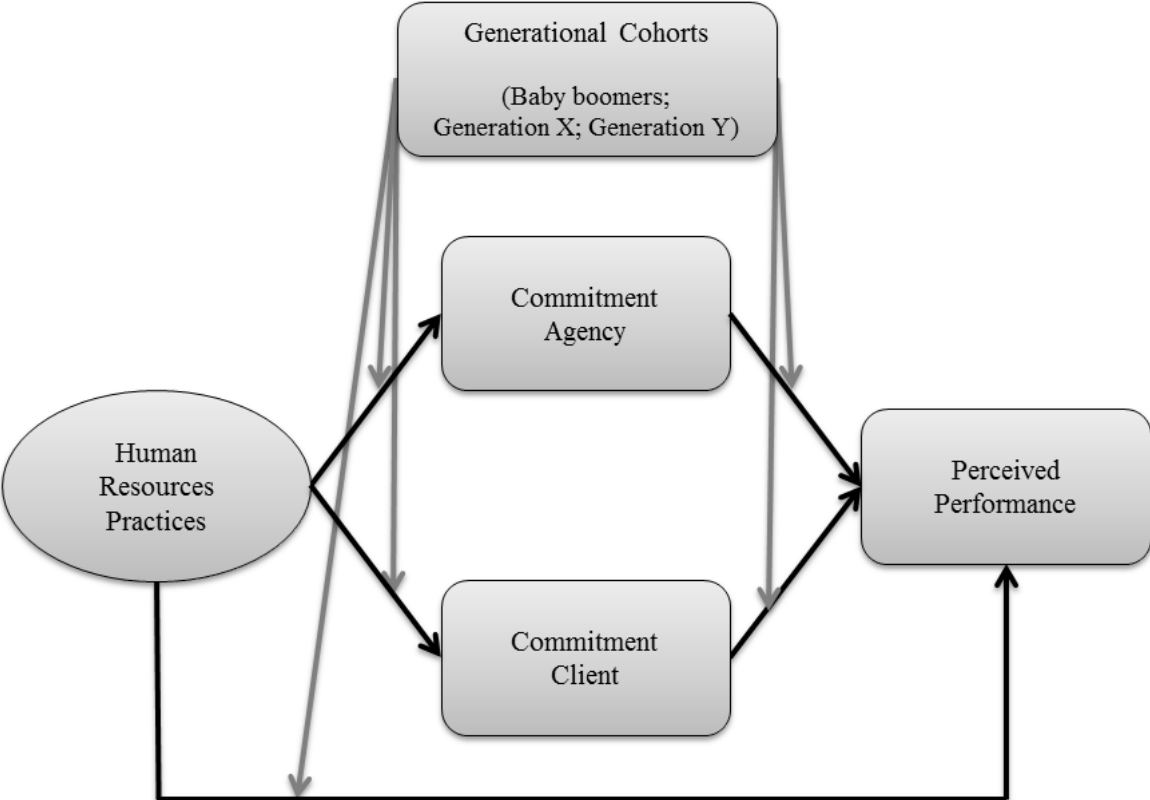 Generational Cohorts
(Baby boomers;
Generation X; Generation Y)
Commitment
Agency
Human
Resources
Practices
Perceived
Performance
Commitment
Client